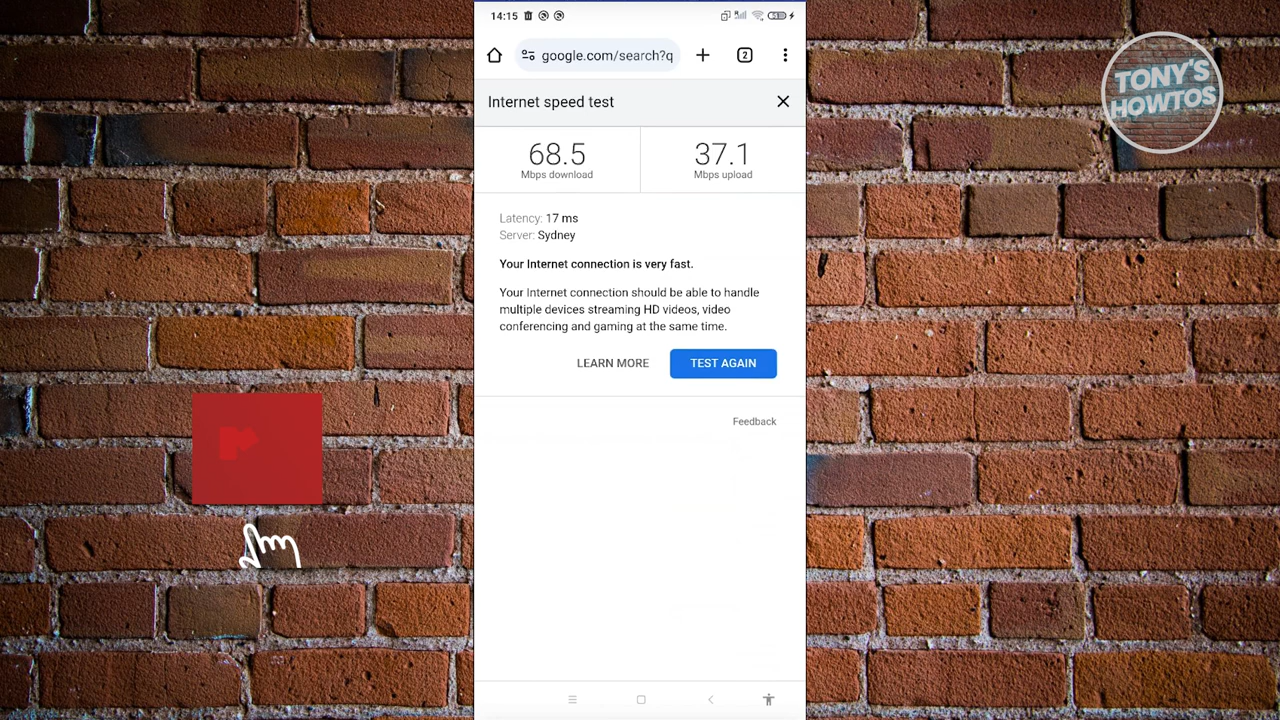 14:15
google.com/search?q
2
TONY'S
HOWTOS
Internet speed test
68.5
Mbps download
37.1
Mbps upload
Latency: 17 ms
Server: Sydney
Your Internet connection is very fast.
Your Internet connection should be able to handle
multiple devices streaming HD videos, video
conferencing and gaming at the same time.
LEARN MORE
TEST AGAIN
Feedback